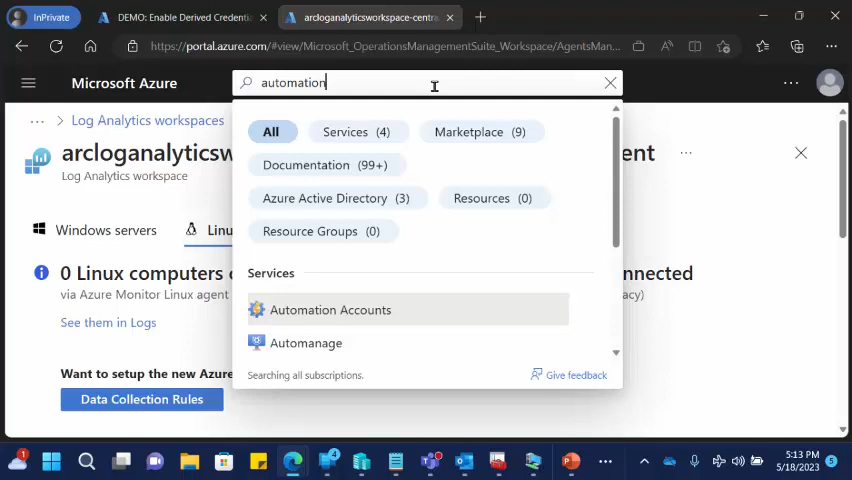 InPrivate
DEMO: Enable Derived Credentia
arcloganalyticsworkspace-centra
https://portal.azure.com/#view/Microsoft_OperationsManagementSuite_Workspace/AgentsMan...
Microsoft Azure
automation
... > Log Analytics workspaces
arcloganalyticsw
ent
Log Analytics workspace
All
Services (4)
Marketplace (9)
Documentation (99+)
Azure Active Directory (3)
Resources (0)
Resource Groups (0)
Windows servers
Linu
Services
0 Linux computers c
nnected
via Azure Monitor Linux agent
acy)
Automation Accounts
See them in Logs
Automanage
Want to setup the new Azure
Searching all subscriptions.
Give feedback
Data Collection Rules
1
4
5:13 PM
5/18/2023
5